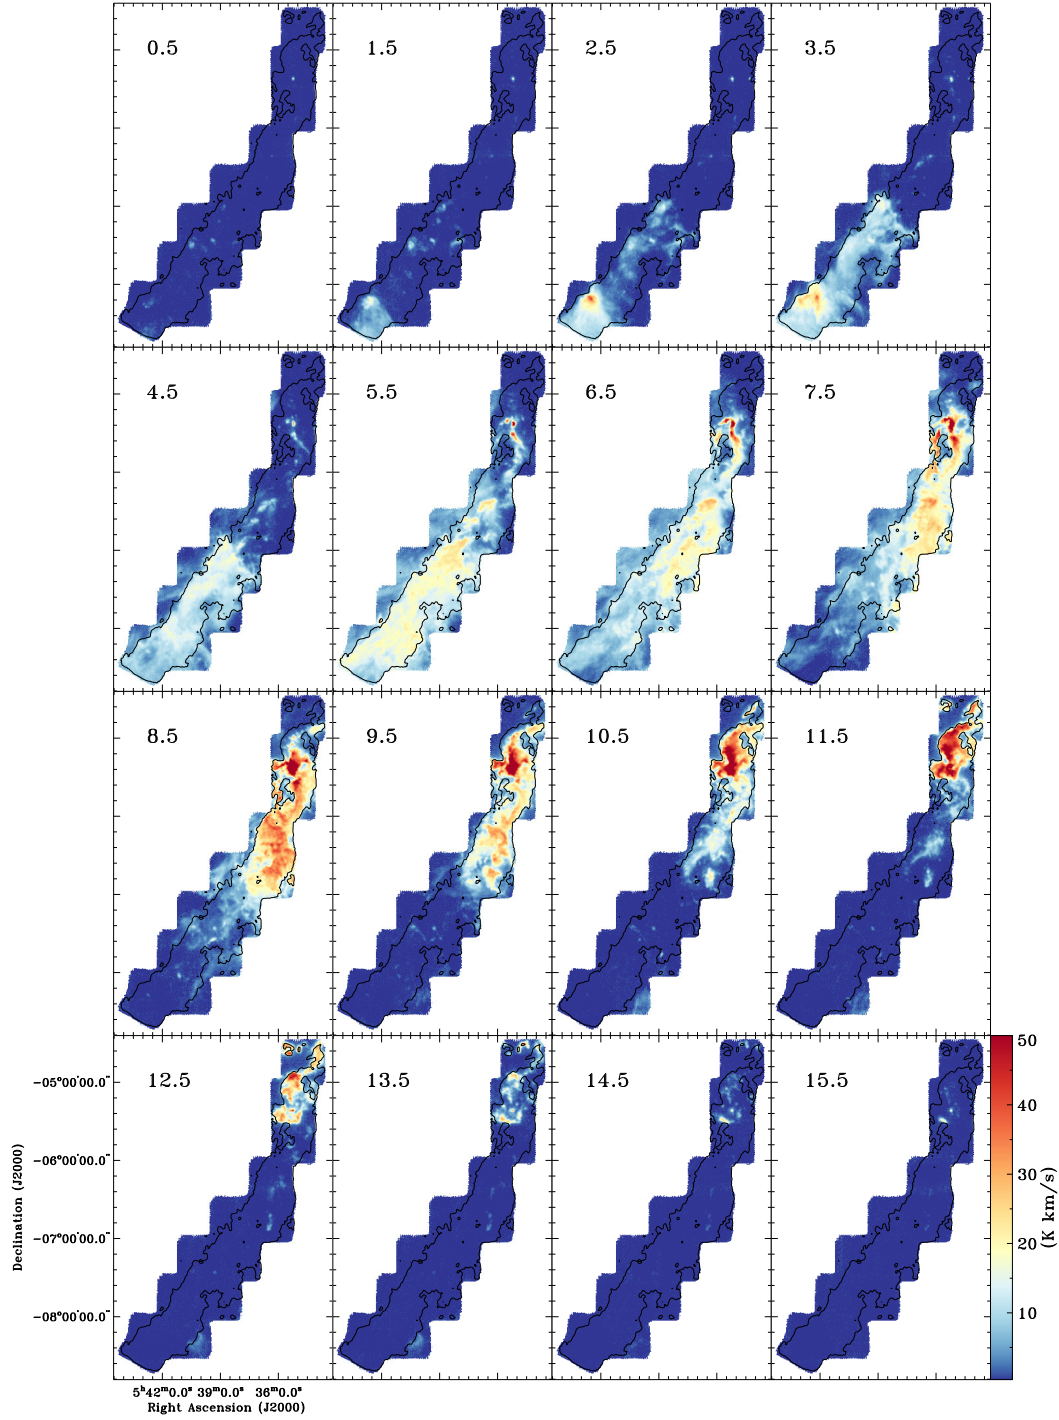 0.5 1.5 2.5 3.5
4.5 5.5 6.5 7.5
8.5 9.5 10.5 11.5
12.5 13.5 14.5 15.5
50
40
30
20
10
(K km/s)
−05°00′00.0″
−06°00′00.0″
−07°00′00.0″
−08°00′00.0″
Declination (J2000)
5ʰ42ᵐ0.0ˢ 39ᵐ0.0ˢ 36ᵐ0.0ˢ
Right Ascension (J2000)